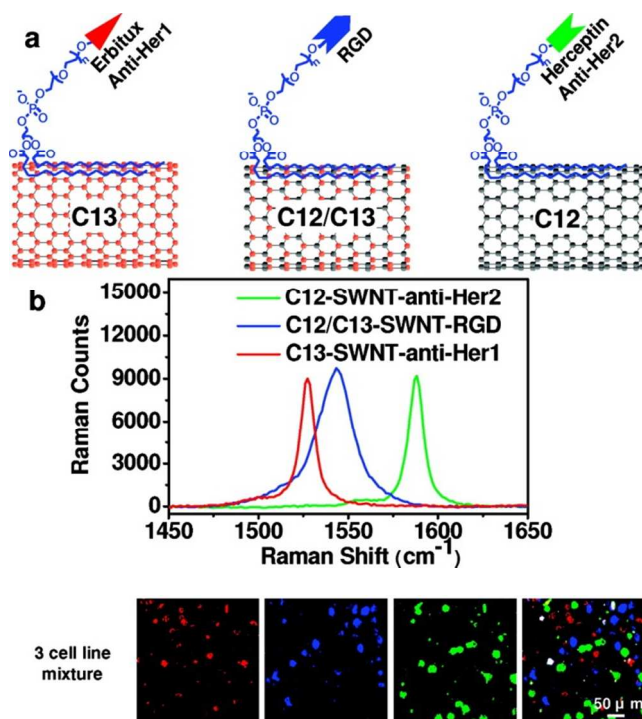 a
Erbitux
Anti-Her1
RGD
Herceptin
Anti-Her2
O
n
O
O
O
P
O
O
O
O
O
O
n
O
O
O
P
O
O
O
O
O
O
n
O
O
O
P
O
O
O
O
O
C13
C12/C13
C12
b
15000
12000
9000
6000
3000
0
Raman Counts
C12-SWNT-anti-Her2
C12/C13-SWNT-RGD
C13-SWNT-anti-Her1
1450 1500 1550 1600 1650
Raman Shift (cm⁻¹)
3 cell line
mixture
50 µ m